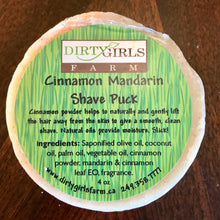 DIRTY GIRLS
FARM
Cinnamon Mandarin
Shave Puck
Cinnamon powder helps to naturally and gently lift
hair away from the skin to give a smooth, clean
shave. Natural oils provide moisture. Slick!
Ingredients: Saponified olive oil, coconut
oil, palm oil, vegetable oil, cinnamon
powder, mandarin & cinnamon
leaf EO, fragrance.
4 oz
www.dirtygirlsfarm.ca